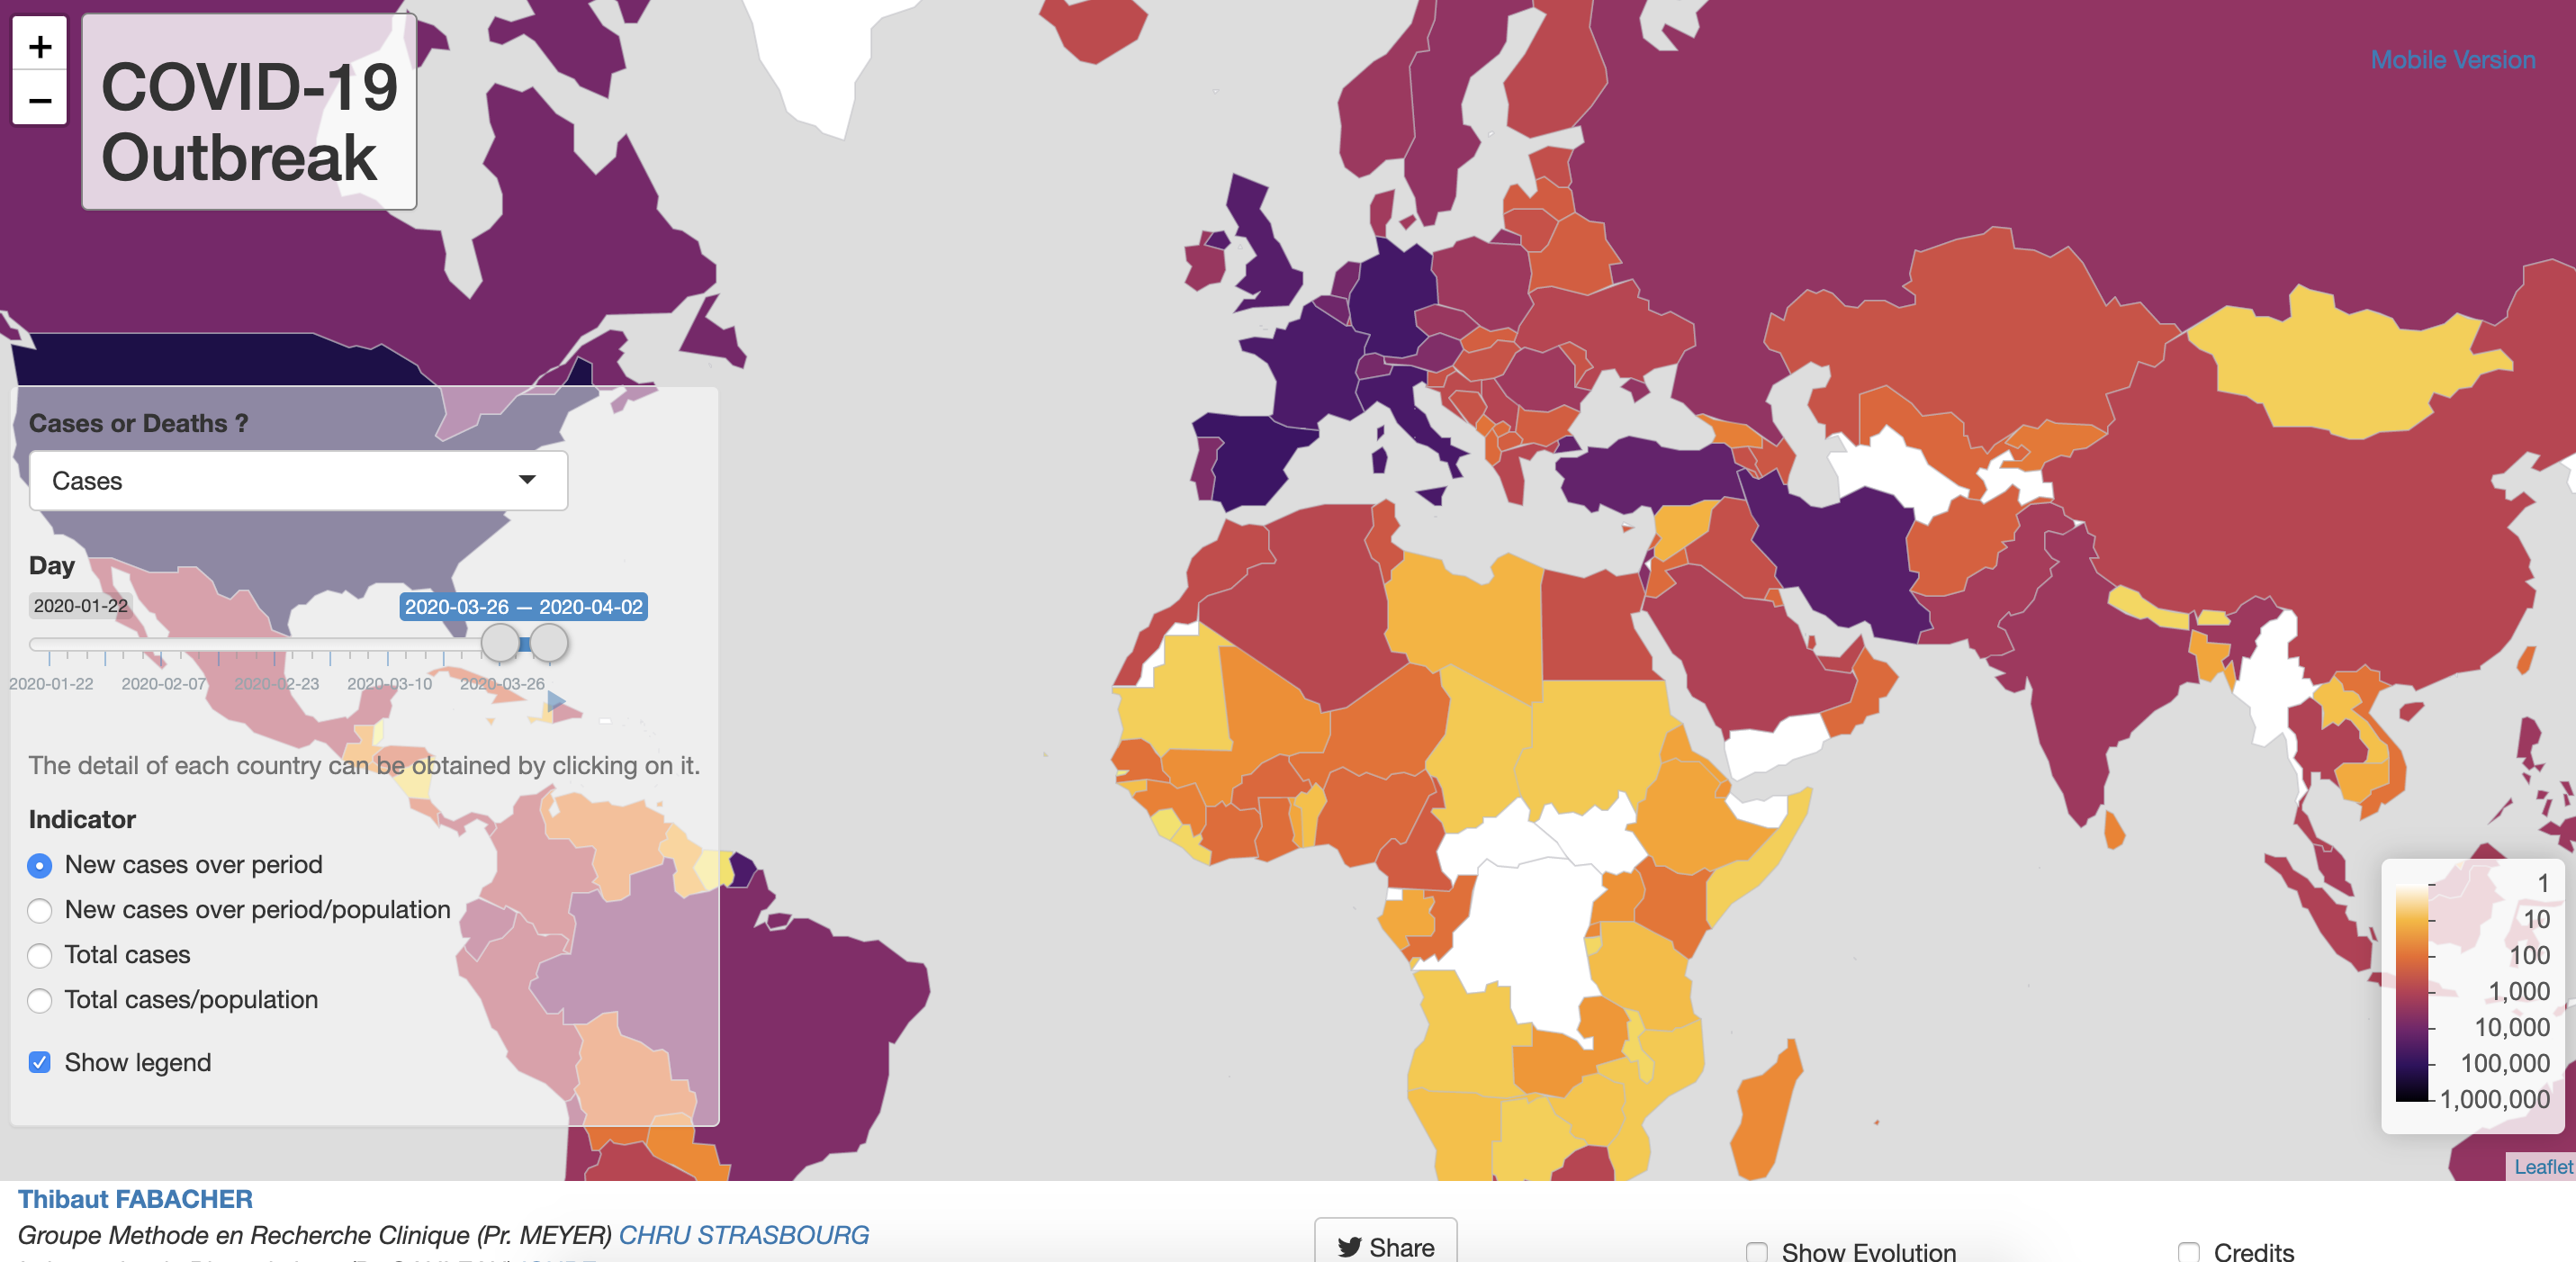 +
−
COVID-19
Outbreak
Mobile Version
Cases or Deaths ?
Cases
Day
2020-01-22
2020-03-26 — 2020-04-02
2020-01-22 2020-02-07 2020-02-23 2020-03-10 2020-03-26
The detail of each country can be obtained by clicking on it.
Indicator
New cases over period
New cases over period/population
Total cases
Total cases/population
Show legend
1
10
100
1,000
10,000
100,000
1,000,000
Leaflet
Thibaut FABACHER
Groupe Methode en Recherche Clinique (Pr. MEYER) CHRU STRASBOURG
Share
Show Evolution
Credits